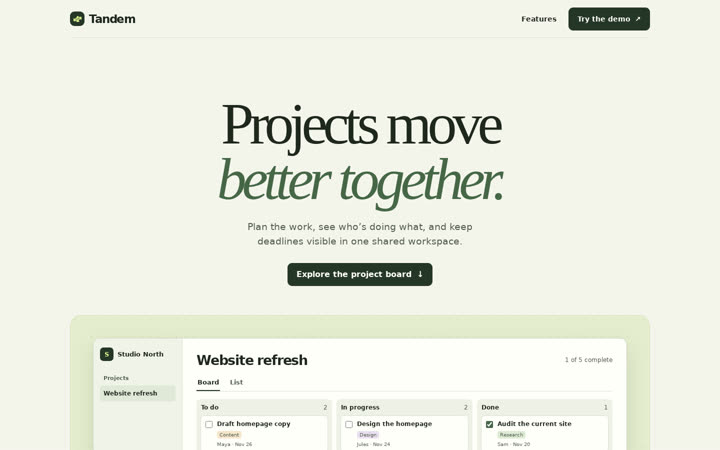 Tandem
Features
Try the demo ↗
Projects move
better together.
Plan the work, see who’s doing what, and keep
deadlines visible in one shared workspace.
Explore the project board ↓
S
Studio North
Projects
Website refresh
Website refresh
1 of 5 complete
Board
List
To do
2
Draft homepage copy
Content
Maya · Nov 26
In progress
2
Design the homepage
Design
Jules · Nov 24
Done
1
Audit the current site
Research
Sam · Nov 20